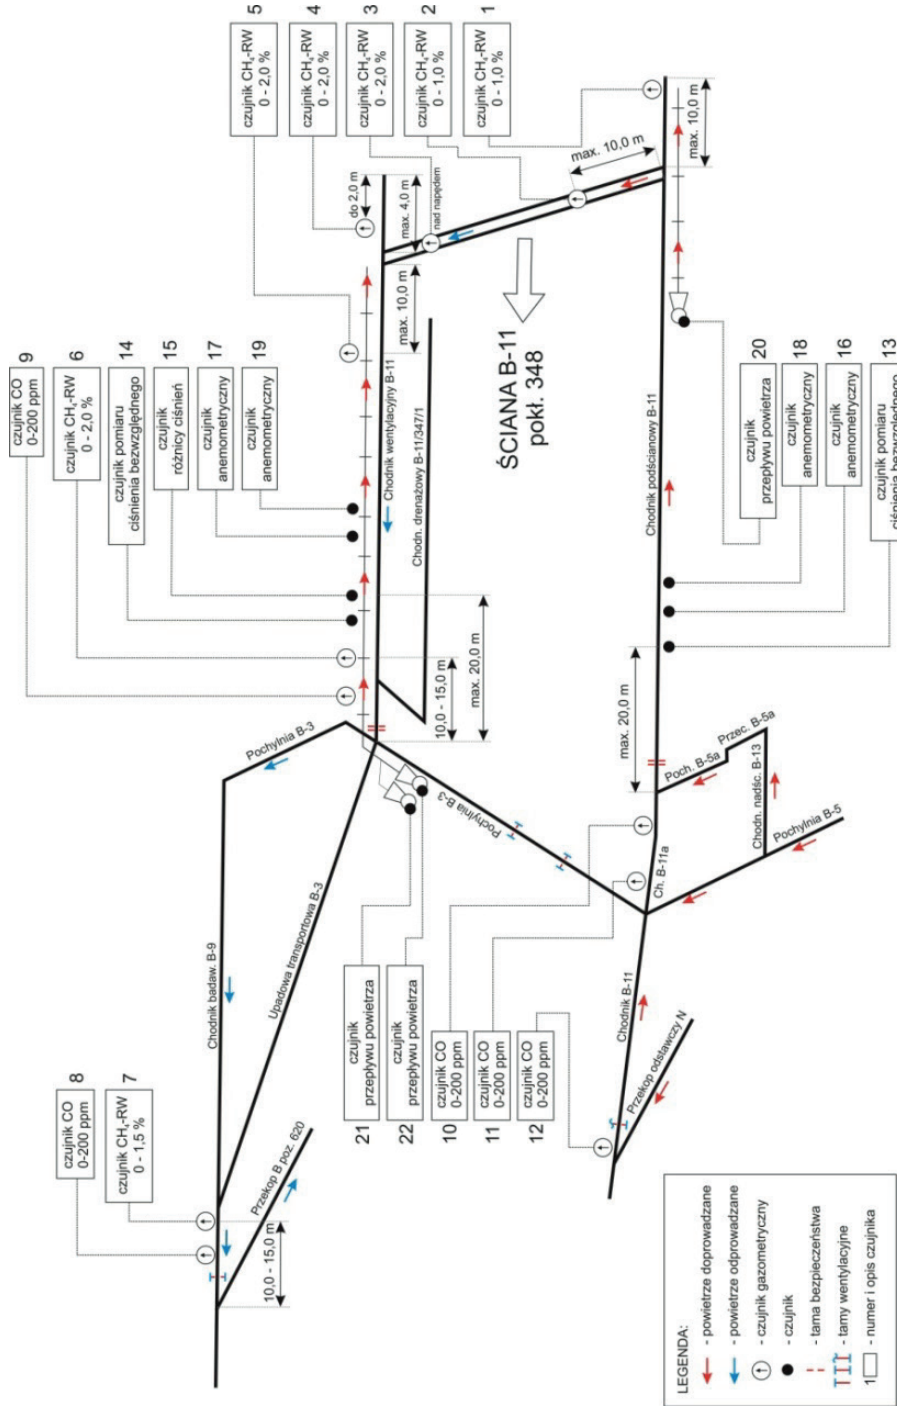 5
czujnik CH₄-RW
0 - 2,0 %
4
czujnik CH₄-RW
0 - 2,0 %
3
czujnik CH₄-RW
0 - 2,0 %
2
czujnik CH₄-RW
0 - 1,0 %
1
czujnik CH₄-RW
0 - 1,0 %
9
czujnik CO
0-200 ppm
6
czujnik CH₄-RW
0 - 2,0 %
14
czujnik pomiaru
ciśnienia bezwzględnego
15
czujnik
różnicy ciśnień
17
czujnik
anemometryczny
19
czujnik
anemometryczny
8
czujnik CO
0-200 ppm
7
czujnik CH₄-RW
0 - 1,5 %
do 2,0 m
max. 4,0 m
nad napędem
max. 10,0 m
max. 10,0 m
max. 10,0 m
Chodnik wentylacyjny B-11
Chodn. drenażowy B-11/347/1
ŚCIANA B-11
pokł. 348
10,0 - 15,0 m
max. 20,0 m
Chodnik podścianowy B-11
max. 20,0 m
Pochylnia B-3
Pochylnia B-3
Chodnik badaw. B-9
Upadowa transportowa B-3
Przekop B poz. 620
10,0 - 15,0 m
Przec. B-5a
Poch. B-5a
Chodn. nadśc. B-13
Pochylnia B-5
Ch. B-11a
Chodnik B-11
Przekop odstawczy N
21
czujnik
przepływu powietrza
22
czujnik
przepływu powietrza
10
czujnik CO
0-200 ppm
11
czujnik CO
0-200 ppm
12
czujnik CO
0-200 ppm
20
czujnik
przepływu powietrza
18
czujnik
anemometryczny
16
czujnik
anemometryczny
13
czujnik pomiaru
ciśnienia bezwzględnego
LEGENDA:
- powietrze doprowadzane
- powietrze odprowadzane
- czujnik gazometryczny
- czujnik
- tama bezpieczeństwa
- tamy wentylacyjne
1 - numer i opis czujnika